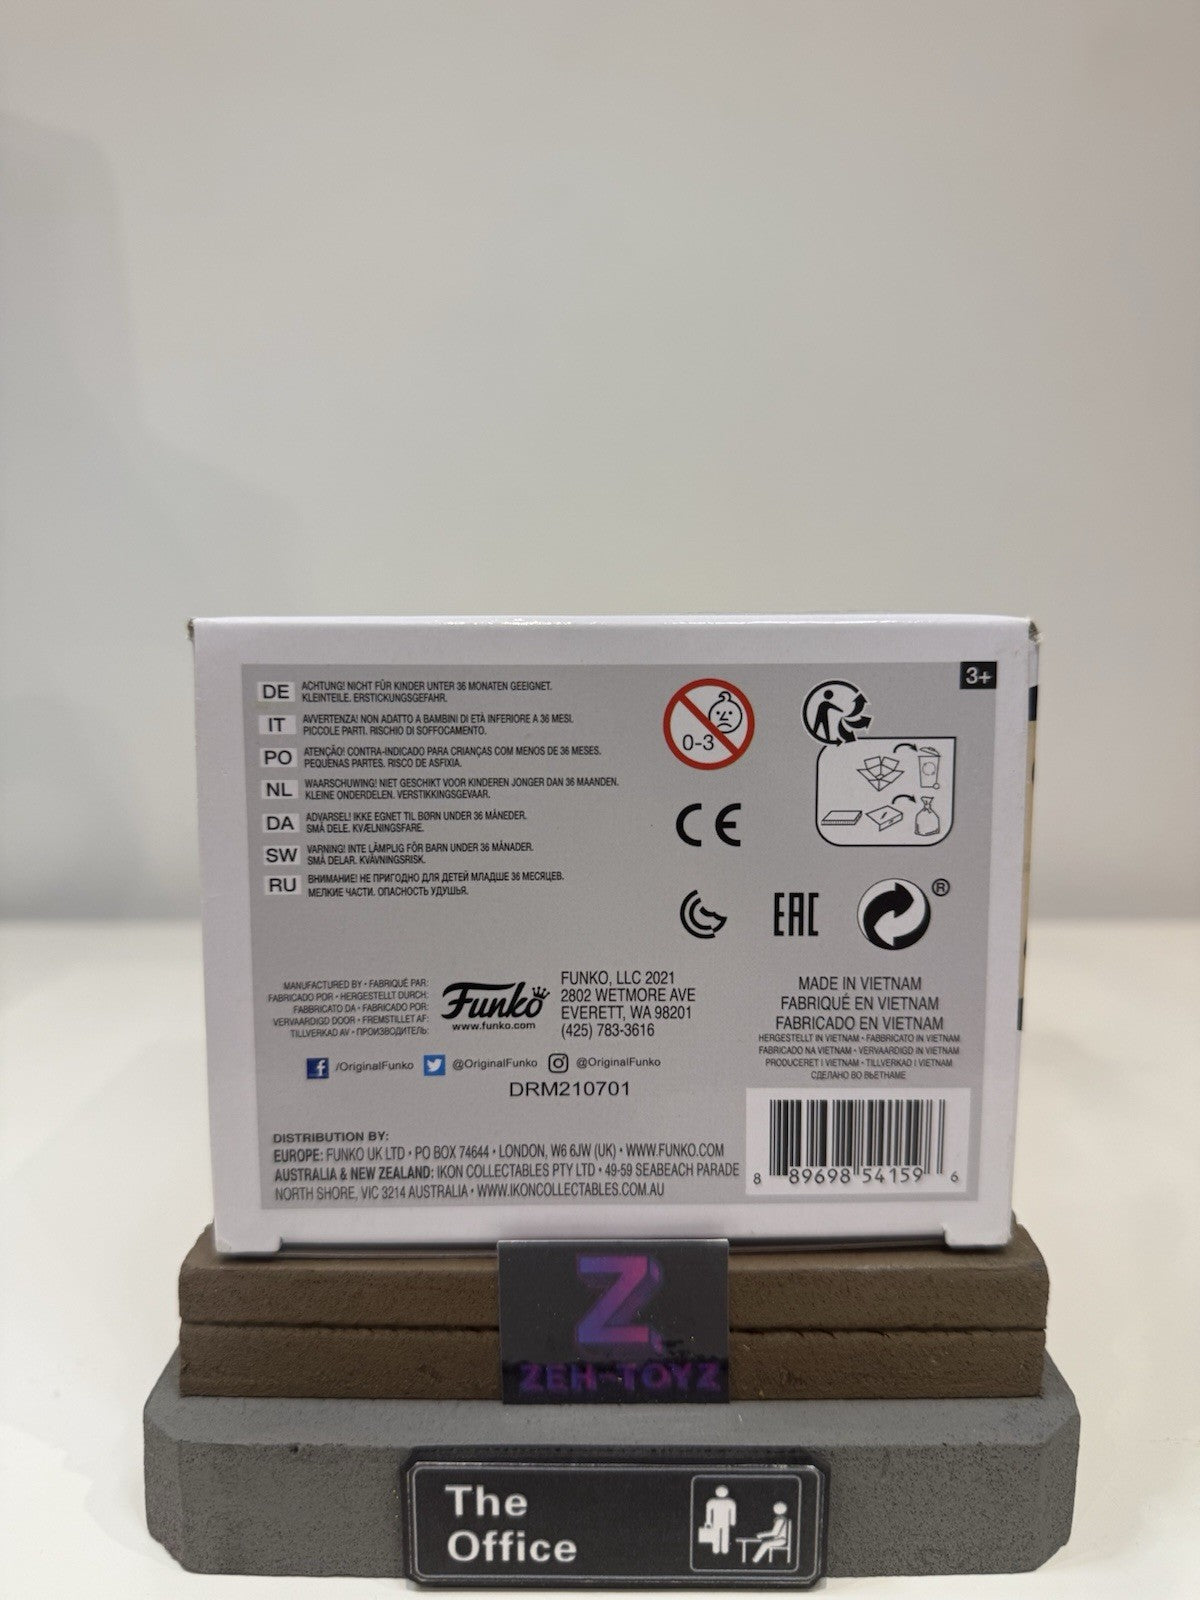 3+
DE ACHTUNG! NICHT FÜR KINDER UNTER 36 MONATEN GEEIGNET.
KLEINTEILE. ERSTICKUNGSGEFAHR.
IT AVVERTENZA! NON ADATTO A BAMBINI DI ETÀ INFERIORE A 36 MESI.
PICCOLE PARTI. RISCHIO DI SOFFOCAMENTO.
PO ATENÇÃO! CONTRA-INDICADO PARA CRIANÇAS COM MENOS DE 36 MESES.
PEQUENAS PARTES. RISCO DE ASFIXIA.
NL WAARSCHUWING! NIET GESCHIKT VOOR KINDEREN JONGER DAN 36 MAANDEN.
KLEINE ONDERDELEN. VERSTIKKINGSGEVAAR.
DA ADVARSEL! IKKE EGNET TIL BØRN UNDER 36 MÅNEDER.
SMÅ DELE. KVÆLNINGSFARE.
SW VARNING! INTE LÄMPLIG FÖR BARN UNDER 36 MÅNADER.
SMÅ DELAR. KVÄVNINGSRISK.
RU ВНИМАНИЕ! НЕ ПРИГОДНО ДЛЯ ДЕТЕЙ МЛАДШЕ 36 МЕСЯЦЕВ.
МЕЛКИЕ ЧАСТИ. ОПАСНОСТЬ УДУШЬЯ.
0-3
CE
EAC
®
MANUFACTURED BY • FABRIQUÉ PAR:
FABRICADO POR • HERGESTELLT DURCH:
FABBRICATO DA • FABRICADO POR:
VERVAARDIGD DOOR • FREMSTILLET AF:
TILLVERKAD AV • ПРОИЗВОДИТЕЛЬ:
Funko
www.funko.com
FUNKO, LLC 2021
2802 WETMORE AVE
EVERETT, WA 98201
(425) 783-3616
MADE IN VIETNAM
FABRIQUÉ EN VIETNAM
FABRICADO EN VIETNAM
HERGESTELLT IN VIETNAM • FABBRICATO IN VIETNAM
FABRICADO NA VIETNAM • VERVAARDIGD IN VIETNAM
PRODUCERET I VIETNAM • TILLVERKAD I VIETNAM
СДЕЛАНО ВО ВЬЕТНАМЕ
/OriginalFunko @OriginalFunko @OriginalFunko
DRM210701
DISTRIBUTION BY:
EUROPE: FUNKO UK LTD • PO BOX 74644 • LONDON, W6 6JW (UK) • WWW.FUNKO.COM
AUSTRALIA & NEW ZEALAND: IKON COLLECTABLES PTY LTD • 49-59 SEABEACH PARADE
NORTH SHORE, VIC 3214 AUSTRALIA • WWW.IKONCOLLECTABLES.COM.AU
8 89698 54159 6
Z
ZEH-TOYZ
The
Office